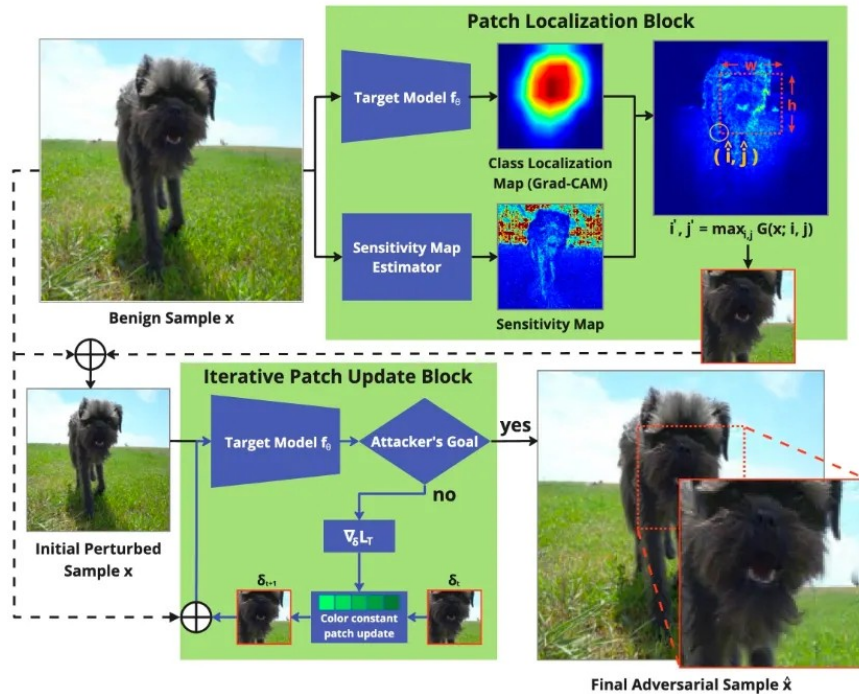 Patch Localization Block
Target Model fθ
Class Localization
Map (Grad-CAM)
w
h
( î, ĵ )
i', j' = maxi,j G(x; i, j)
Sensitivity Map
Estimator
Sensitivity Map
Benign Sample x
Iterative Patch Update Block
Target Model fθ
Attacker's Goal
yes
no
∇δLT
Initial Perturbed
Sample x
δt+1
Color constant
patch update
δt
Final Adversarial Sample x̂